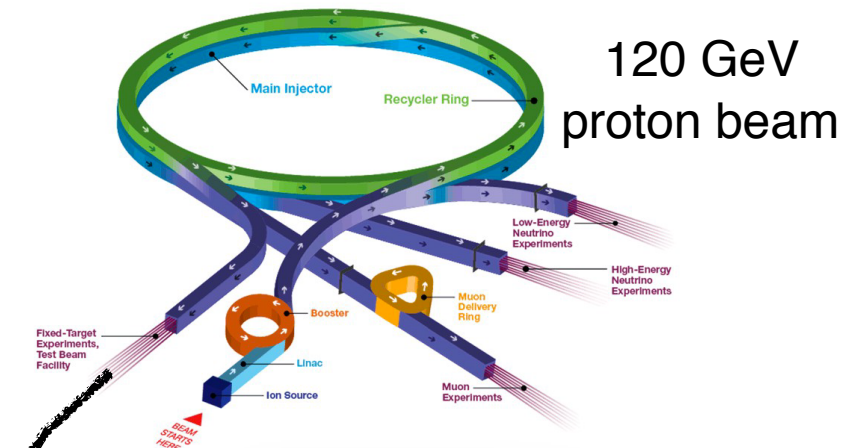 120 GeV
proton beam
Main Injector
Recycler Ring
Low-Energy
Neutrino
Experiments
High-Energy
Neutrino
Experiments
Muon
Delivery
Ring
Booster
Fixed-Target
Experiments,
Test Beam
Facility
Linac
Ion Source
Muon
Experiments
BEAM
STARTS
HERE